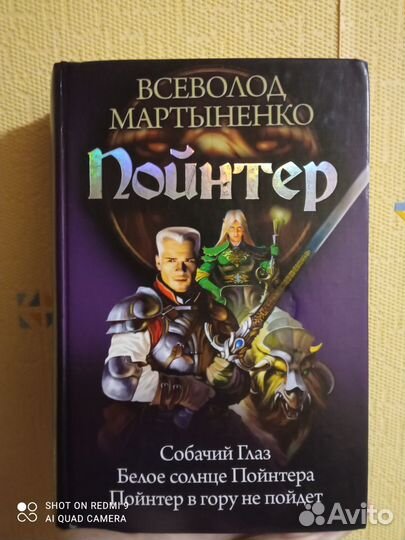 ВСЕВОЛОД
МАРТЫНЕНКО
Пойнтер
Собачий Глаз
Белое солнце Пойнтера
Пойнтер в гору не пойдет
SHOT ON REDMI 9
AI QUAD CAMERA
Avito